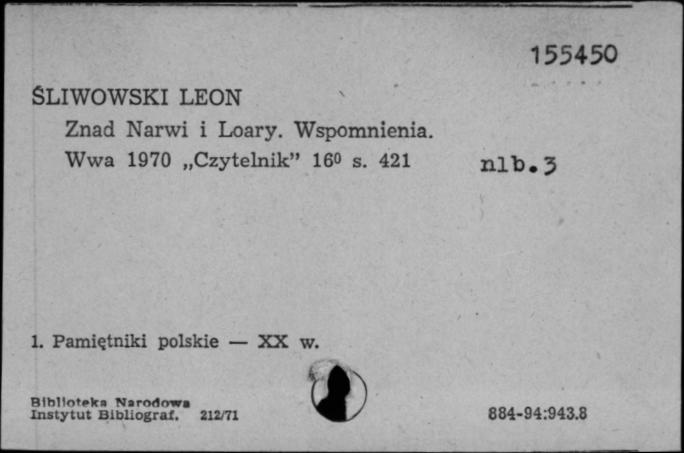 155450
ŚLIWOWSKI LEON
Znad Narwi i Loary. Wspomnienia.
Wwa 1970 „Czytelnik” 16⁰ s. 421 nlb. 3
1. Pamiętniki polskie — XX w.
Biblioteka Narodowa
Instytut Bibliograf. 212/71
884-94:943.8